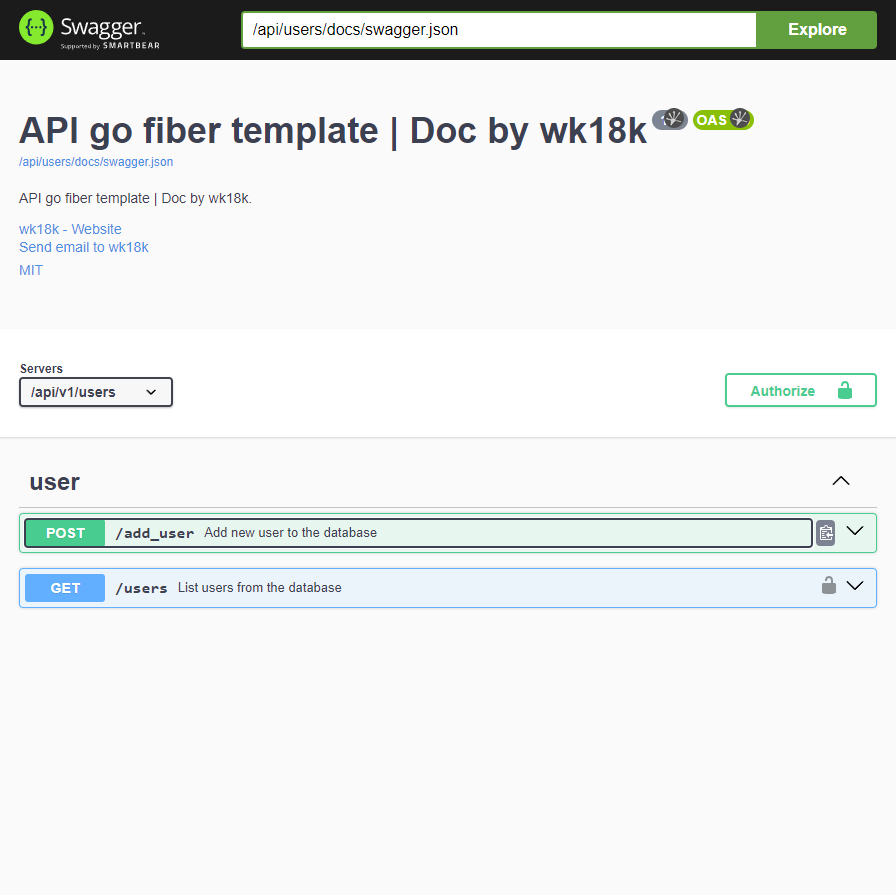 Swagger
Supported by SMARTBEAR
/api/users/docs/swagger.json
Explore
API go fiber template | Doc by wk18k
OAS
/api/users/docs/swagger.json
API go fiber template | Doc by wk18k.
wk18k - Website
Send email to wk18k
MIT
Servers
/api/v1/users
Authorize
user
POST /add_user Add new user to the database
GET /users List users from the database